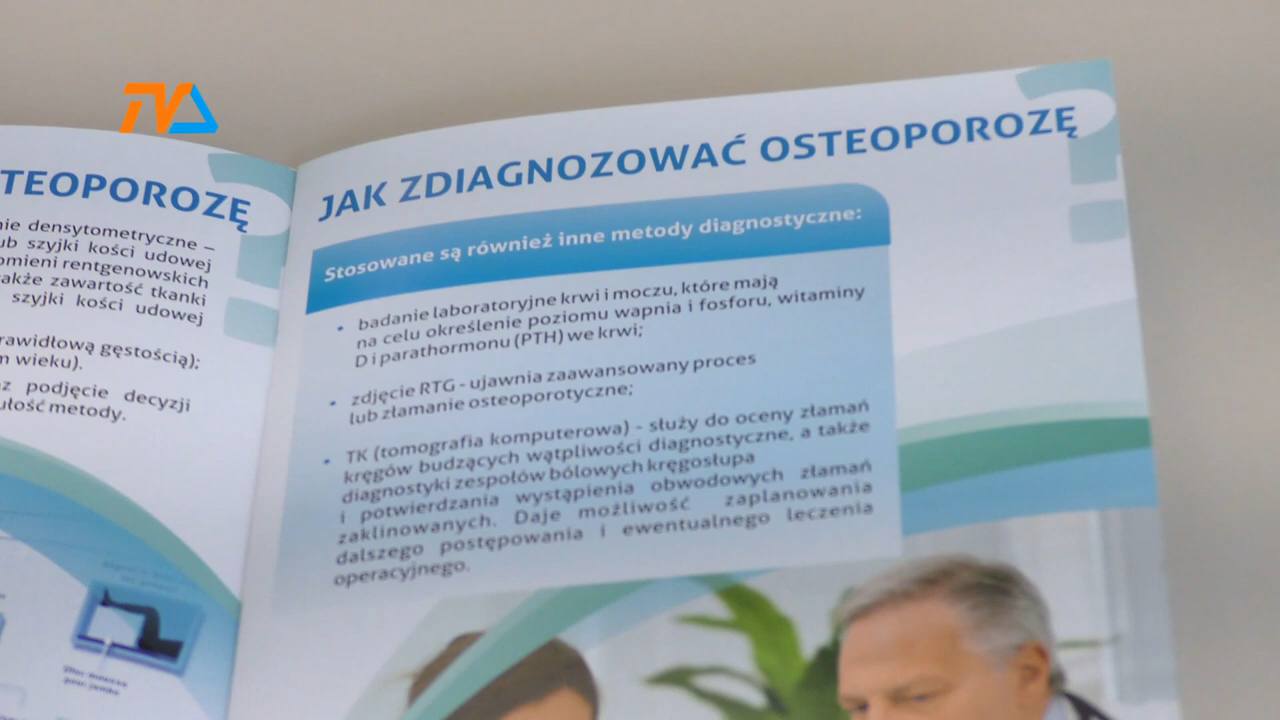 TVA
TEOPOROZĘ
nie densytometryczne –
ub szyjki kości udowej
omieni rentgenowskich
akże zawartość tkanki
szyjki kości udowej
rawidłową gęstością);
m wieku).
az podjęcie decyzji
ułość metody.
JAK ZDIAGNOZOWAĆ OSTEOPOROZĘ
?
Stosowane są również inne metody diagnostyczne:
• badanie laboratoryjne krwi i moczu, które mają
na celu określenie poziomu wapnia i fosforu, witaminy
D i parathormonu (PTH) we krwi;
• zdjęcie RTG - ujawnia zaawansowany proces
lub złamanie osteoporotyczne;
• TK (tomografia komputerowa) - służy do oceny złamań
kręgów budzących wątpliwości diagnostyczne, a także
diagnostyki zespołów bólowych kręgosłupa
i potwierdzania wystąpienia obwodowych złamań
zaklinowanych. Daje możliwość zaplanowania
dalszego postępowania i ewentualnego leczenia
operacyjnego.